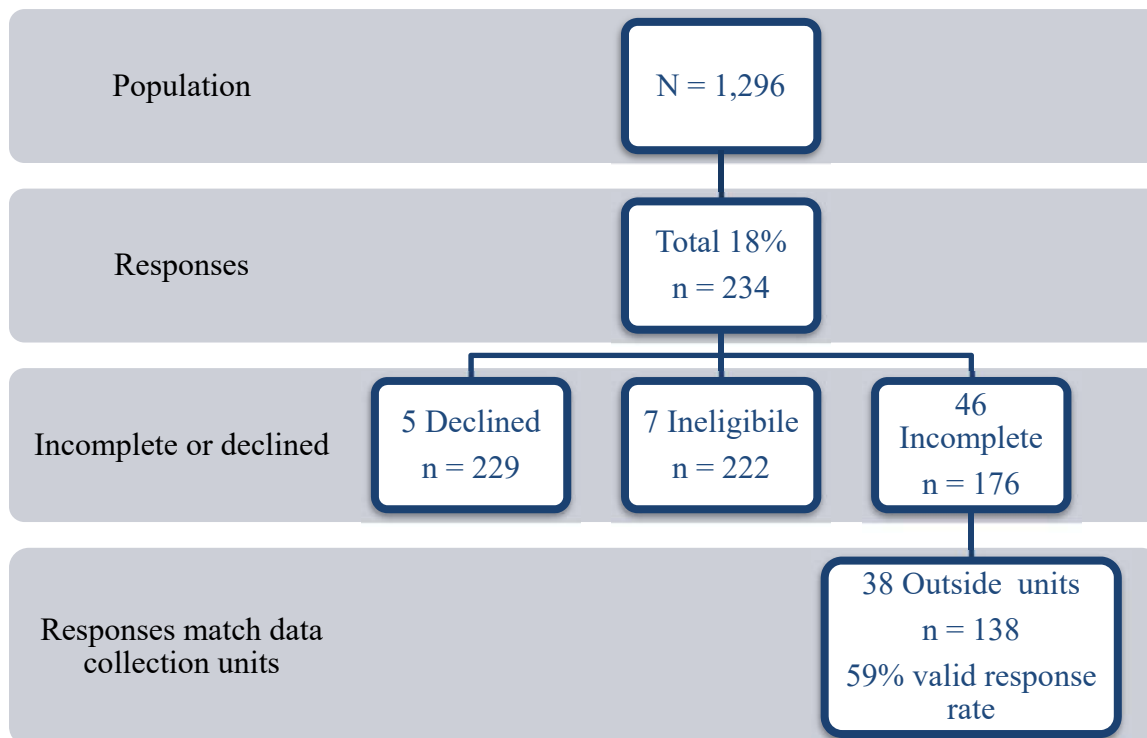 Population
N = 1,296
Responses
Total 18%
n = 234
Incomplete or declined
5 Declined
n = 229
7 Ineligibile
n = 222
46
Incomplete
n = 176
Responses match data
collection units
38 Outside units
n = 138
59% valid response
rate